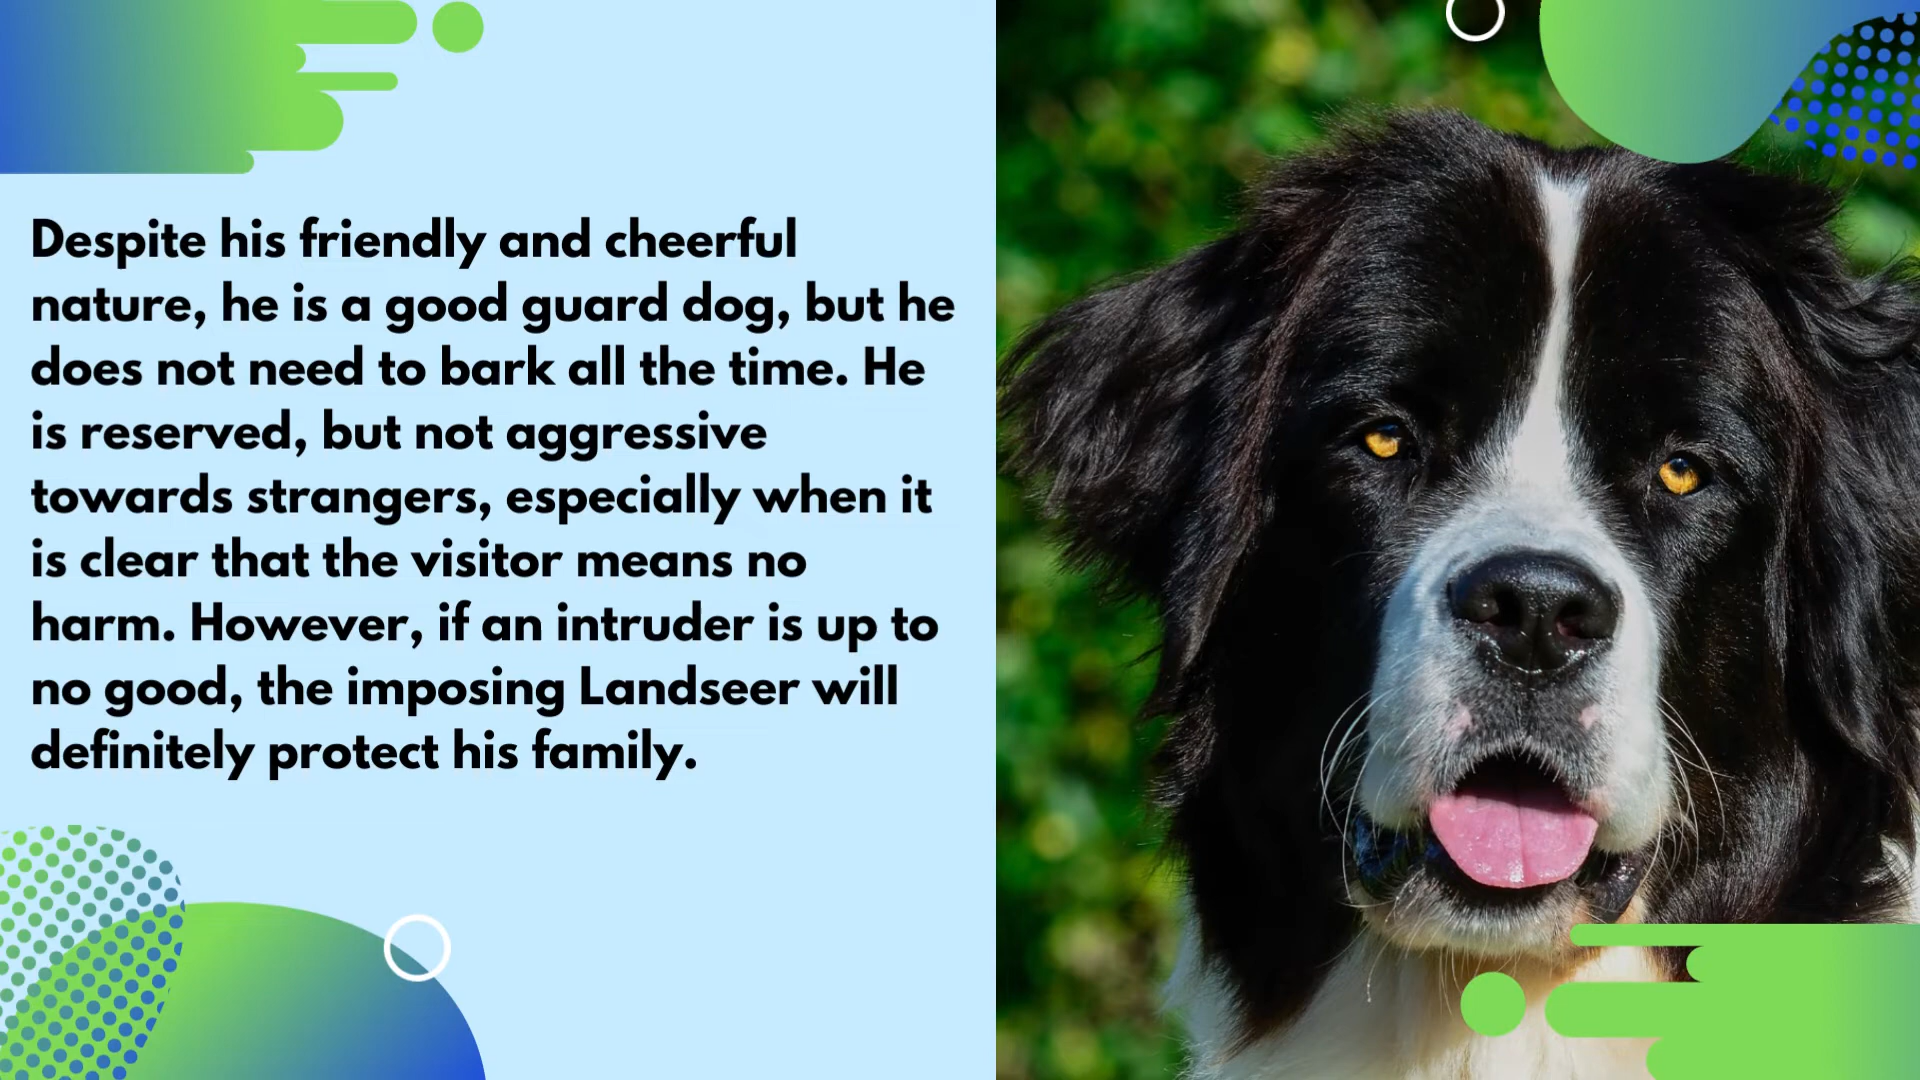 Despite his friendly and cheerful
nature, he is a good guard dog, but he
does not need to bark all the time. He
is reserved, but not aggressive
towards strangers, especially when it
is clear that the visitor means no
harm. However, if an intruder is up to
no good, the imposing Landseer will
definitely protect his family.